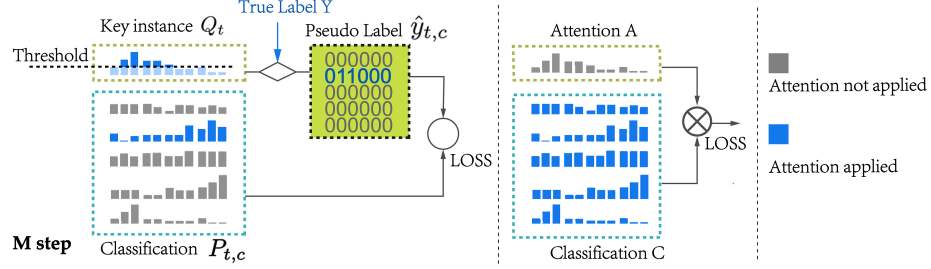 True Label Y
Key instance Q_t
Pseudo Label ŷ_{t,c}
Attention A
Threshold
000000
011000
000000
000000
000000
LOSS
LOSS
Attention not applied
Attention applied
M step
Classification P_{t,c}
Classification C